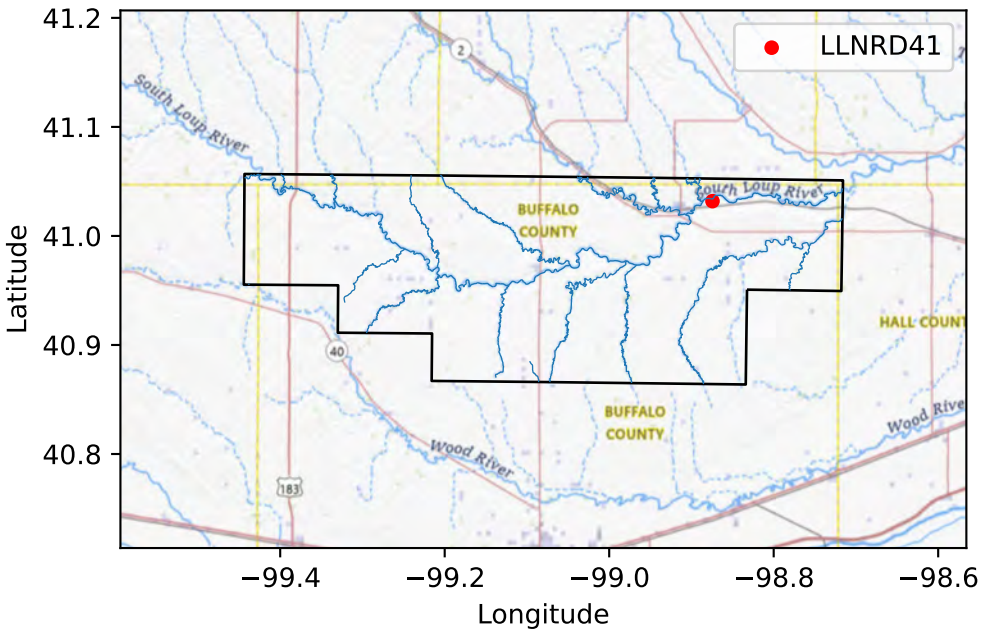 41.2
41.1
41.0
40.9
40.8
Latitude
LLNRD41
2
South Loup River
South Loup River
BUFFALO
COUNTY
HALL COUNT
40
BUFFALO
COUNTY
Wood Rive
Wood River
183
−99.4
−99.2
−99.0
−98.8
−98.6
Longitude